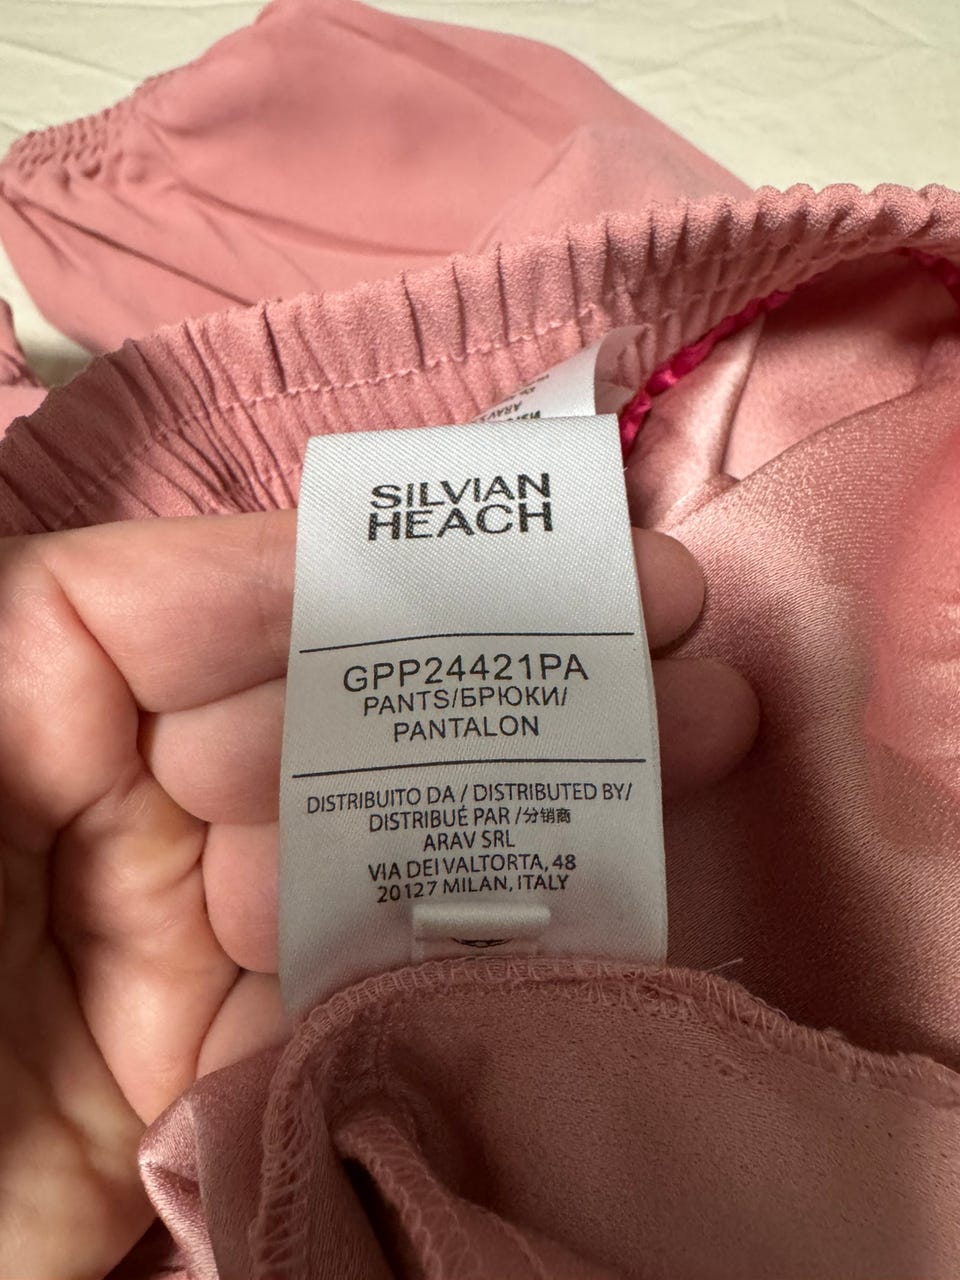 SILVIAN
HEACH
GPP24421PA
PANTS/БРЮКИ/
PANTALON
DISTRIBUITO DA / DISTRIBUTED BY/
DISTRIBUÉ PAR /分销商
ARAV SRL
VIA DEI VALTORTA, 48
20127 MILAN, ITALY
ARAV